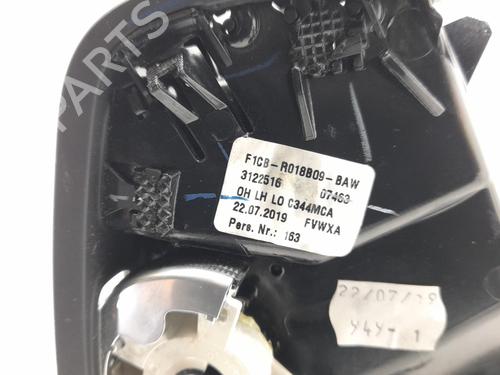 PARTS
F1CB-R018B09-BAW
3122516 07463
OH LH LO C344MCA
22.07.2019 FVWXA
Pers. Nr.: 163
22/07/19
Y4Y- 1